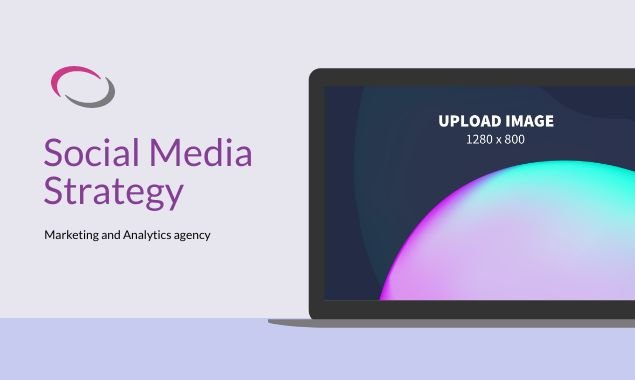 Social Media
Strategy
Marketing and Analytics agency
UPLOAD IMAGE
1280 x 800